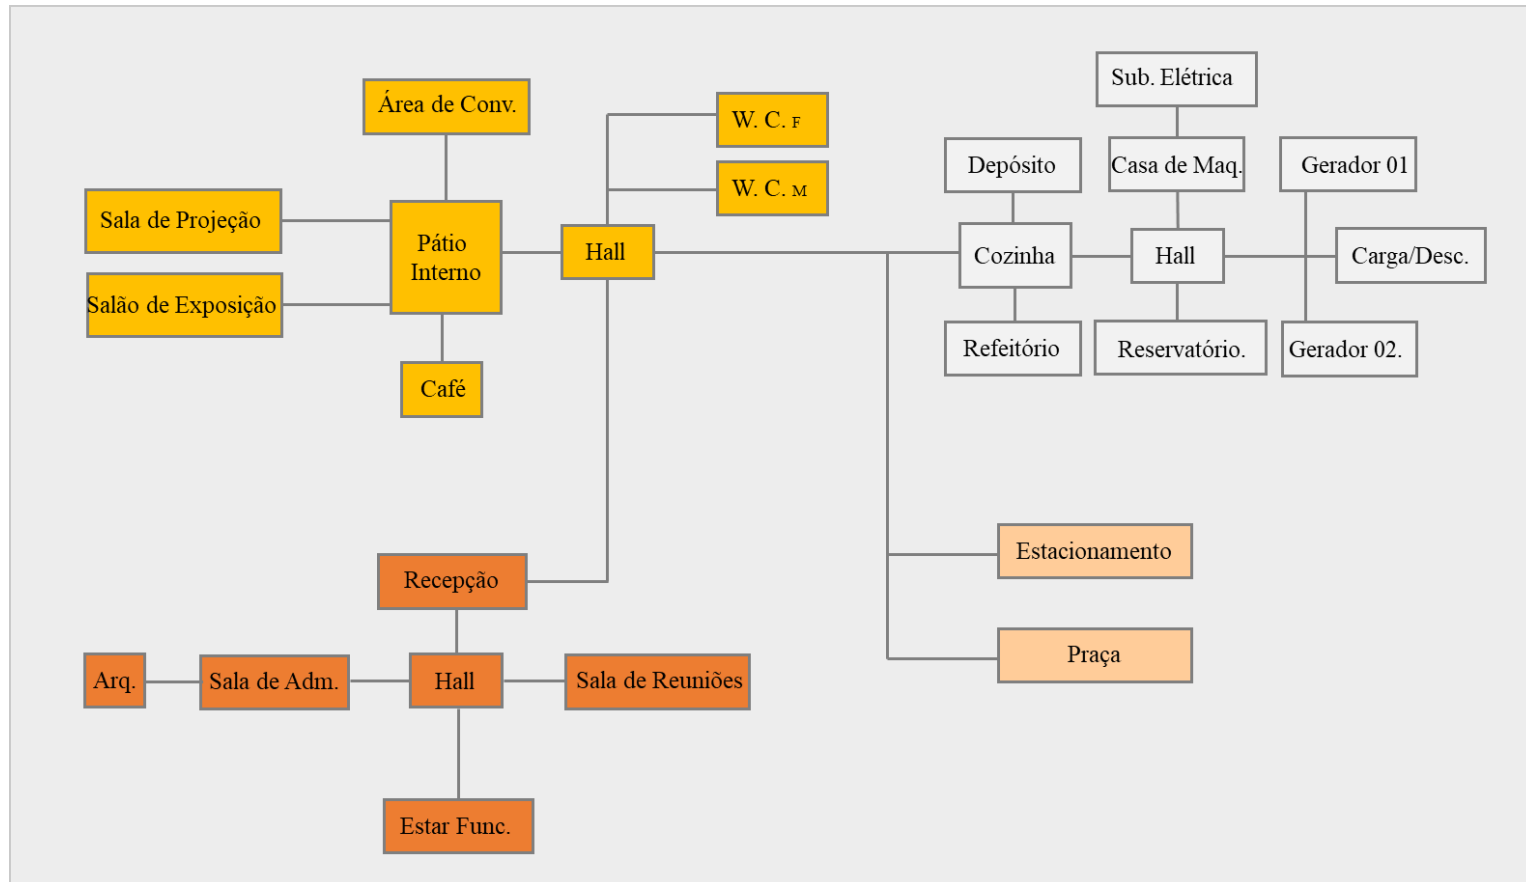 Sub. Elétrica
Área de Conv.
W. C. F
Depósito
Casa de Maq.
Gerador 01
W. C. M
Sala de Projeção
Pátio
Interno
Hall
Cozinha
Hall
Carga/Desc.
Salão de Exposição
Refeitório
Reservatório.
Gerador 02.
Café
Estacionamento
Recepção
Praça
Arq.
Sala de Adm.
Hall
Sala de Reuniões
Estar Func.